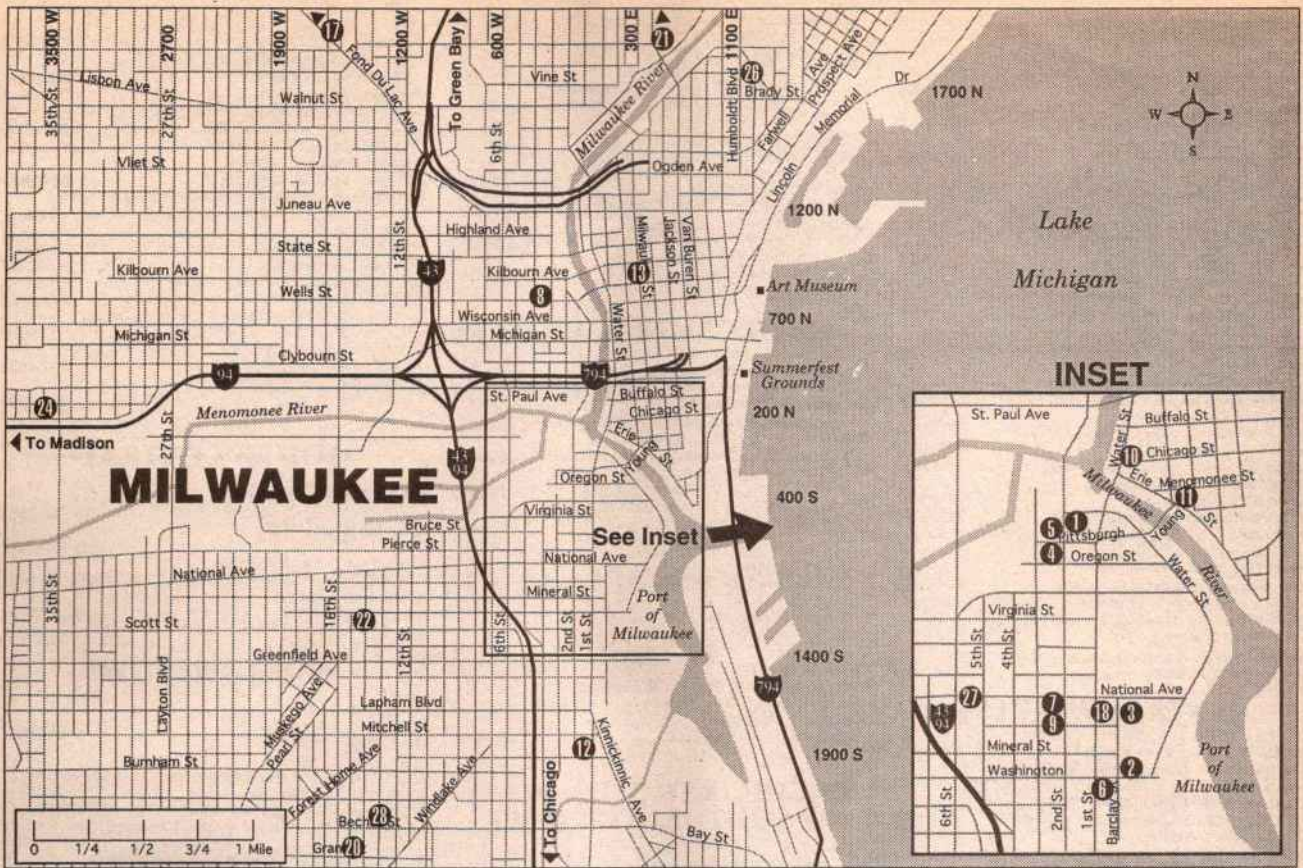 3500 W
2700
1900 W
17
1200 W
To Green Bay
600 W
300 E
21
1100 E
Lisbon Ave
35th St
27th St
Fond Du Lac Ave
Walnut St
Vine St
6th St
Milwaukee River
Humboldt Blvd
26
Brady St
Farwell
Ave
Prospect Ave
Lincoln
Memorial
Dr
1700 N
N
W
E
S
Vliet St
Ogden Ave
Juneau Ave
12th St
Highland Ave
1200 N
State St
Kilbourn Ave
Wells St
43
Kilbourn Ave
8
Wisconsin Ave
Michigan St
Water St
13
Jackson St
Van Buren St
Art Museum
700 N
Lake
Michigan
Michigan St
Clybourn St
94
794
Summerfest
Grounds
200 N
24
To Madison
27th St
Menomonee River
St. Paul Ave
Buffalo St
Chicago St
Erie St
Young
Oregon St
MILWAUKEE
43
94
Virginia St
400 S
See Inset
Bruce St
Pierce St
National Ave
National Ave
Mineral St
Port
of
Milwaukee
35th St
16th St
22
12th St
6th St
2nd St
1st St
Scott St
Greenfield Ave
1400 S
Layton Blvd
Muskego Ave
Pearl St
Lapham Blvd
Mitchell St
794
Burnham St
Forest Home Ave
12
Kinnickinnic Ave
1900 S
28
Windlake Ave
To Chicago
Bay St
20
0 1/4 1/2 3/4 1 Mile
INSET
St. Paul Ave
Water St
Buffalo St
10
Chicago St
Erie St
Menomonee St
11
Milwaukee
River
Young
5
1
Pittsburgh
4
Oregon St
Water St
Virginia St
5th St
4th St
27
43
94
7
18
3
National Ave
9
Mineral St
Washington
2
6
6th St
2nd St
1st St
Port
of
Milwaukee